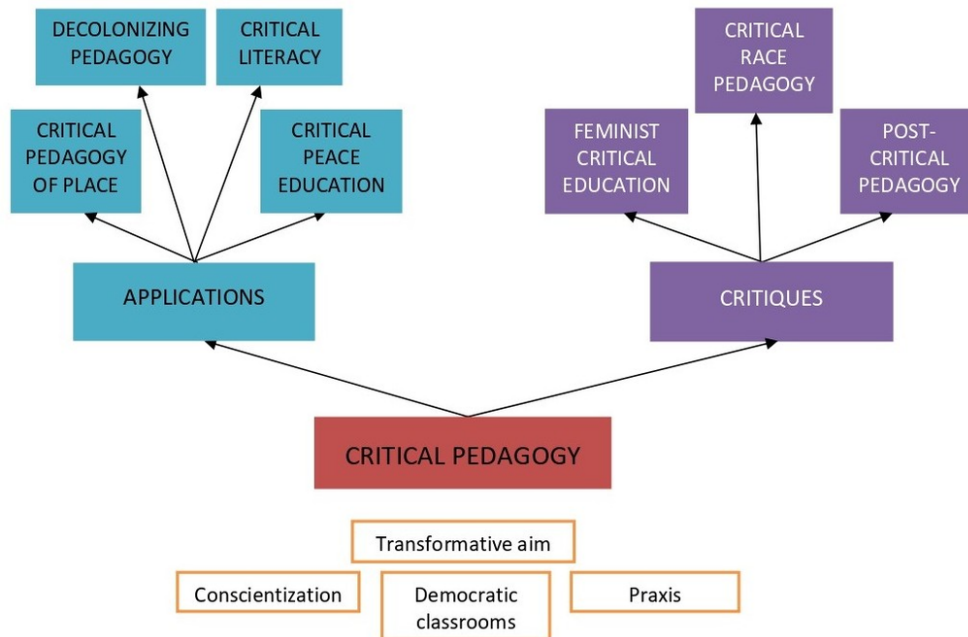 DECOLONIZING
PEDAGOGY
CRITICAL
LITERACY
CRITICAL
PEDAGOGY
OF PLACE
CRITICAL
PEACE
EDUCATION
APPLICATIONS
CRITICAL
RACE
PEDAGOGY
FEMINIST
CRITICAL
EDUCATION
POST-
CRITICAL
PEDAGOGY
CRITIQUES
CRITICAL PEDAGOGY
Transformative aim
Conscientization
Democratic
classrooms
Praxis